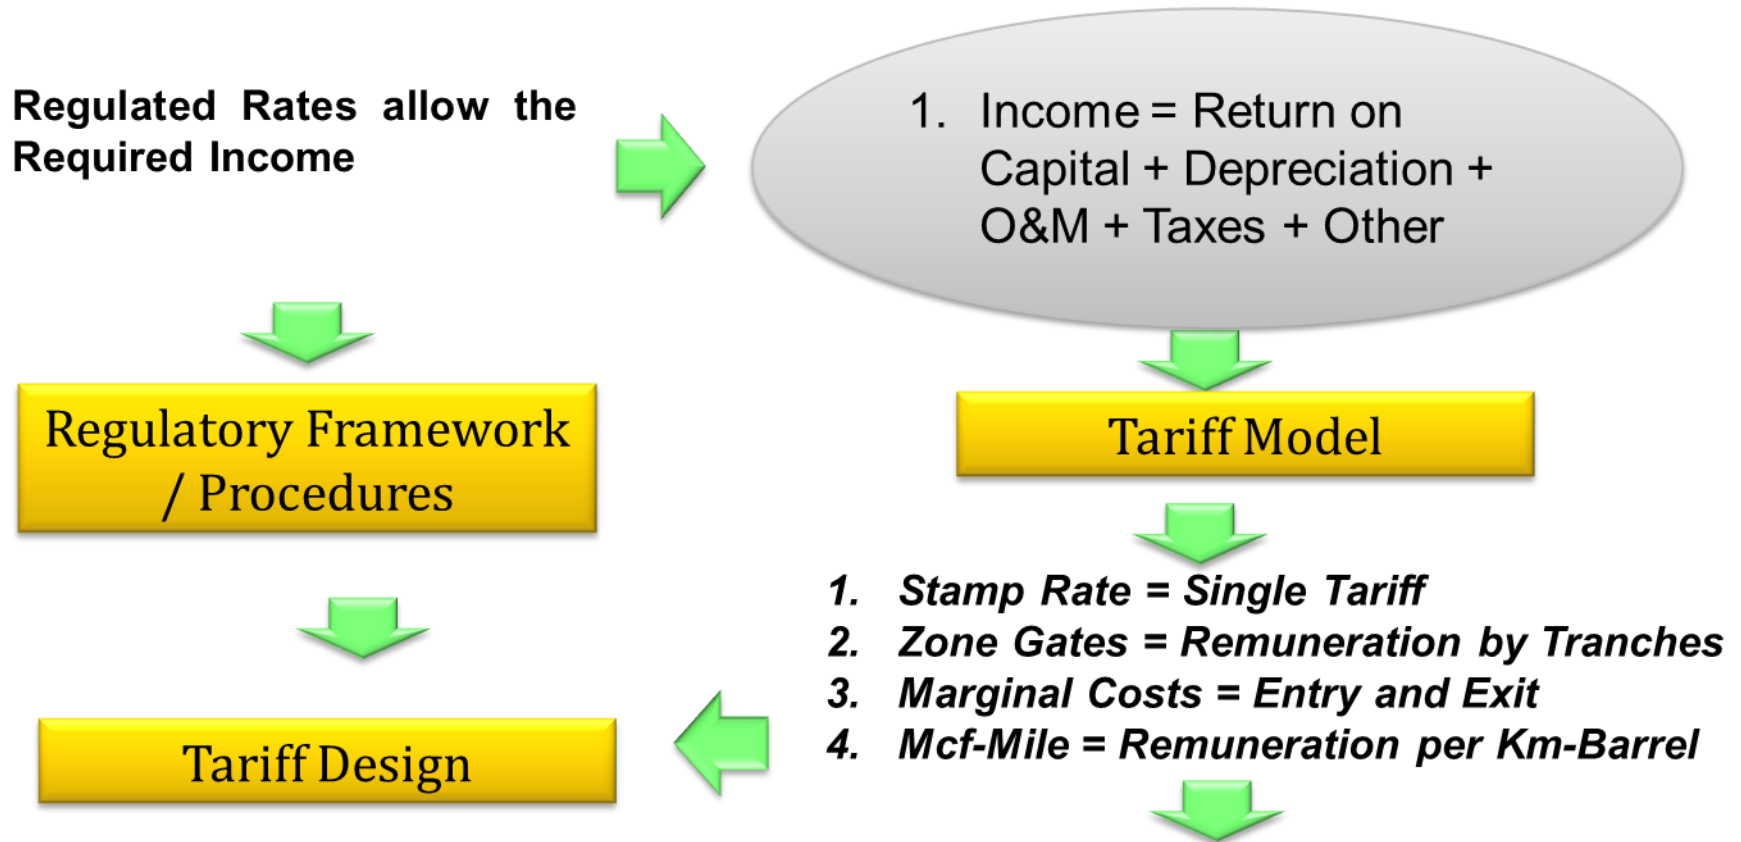 Regulated Rates allow the
Required Income
1. Income = Return on
Capital + Depreciation +
O&M + Taxes + Other
Regulatory Framework
/ Procedures
Tariff Model
1. Stamp Rate = Single Tariff
2. Zone Gates = Remuneration by Tranches
3. Marginal Costs = Entry and Exit
4. Mcf-Mile = Remuneration per Km-Barrel
Tariff Design